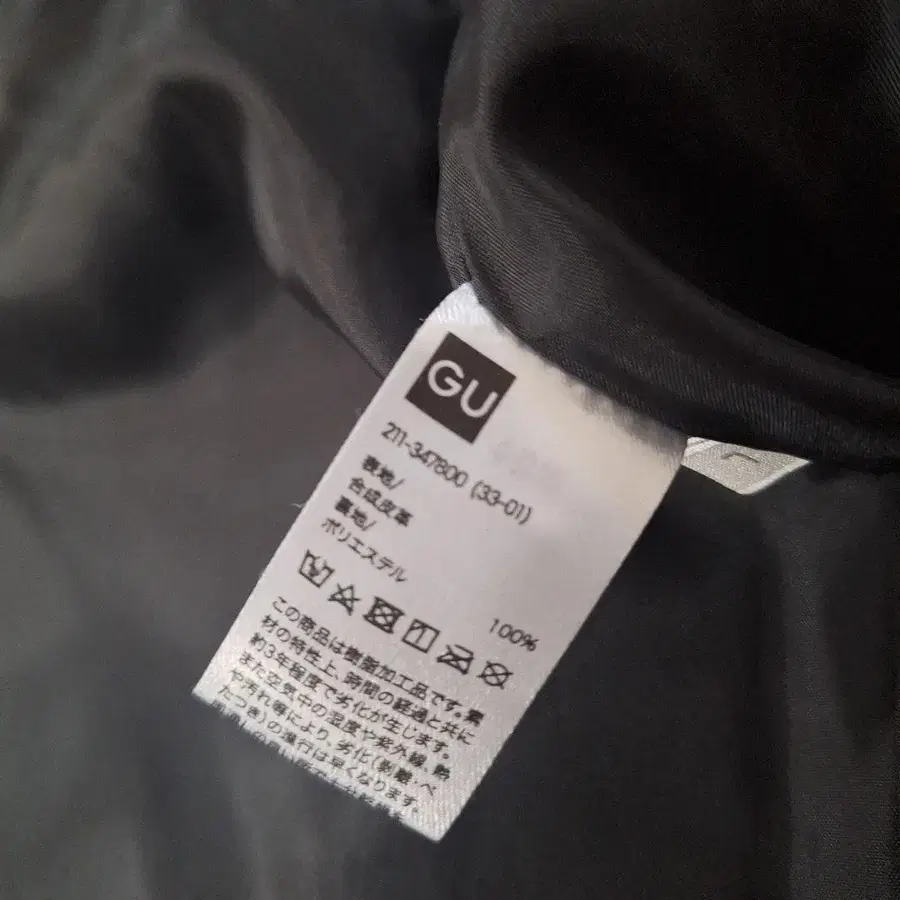 GU
211-347800 (33-01)
表地/
合成皮革
裏地/
ポリエステル 100%
この商品は樹脂加工品です。素
材の特性上、時間の経過と共に
約3年程度で劣化が生じます。
また空気中の湿度や紫外線、熱
や汚れ等により、劣化(剥離・べ
たつき)の進行は早くなります。